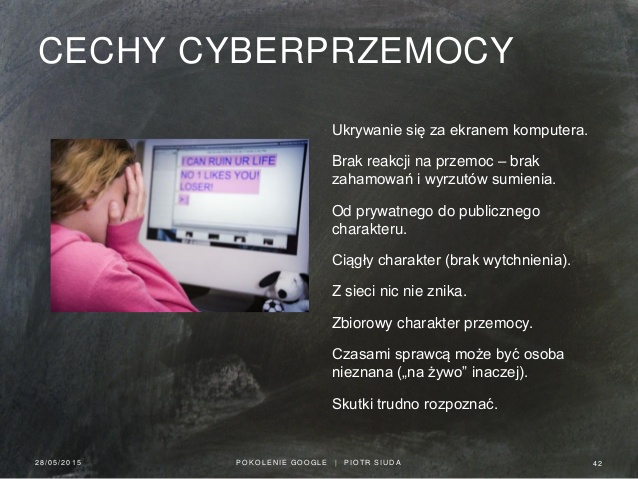 CECHY CYBERPRZEMOCY
I CAN RUIN UR LIFE
NO 1 LIKES YOU!
LOSER!
>
Ukrywanie się za ekranem komputera.
Brak reakcji na przemoc – brak
zahamowań i wyrzutów sumienia.
Od prywatnego do publicznego
charakteru.
Ciągły charakter (brak wytchnienia).
Z sieci nic nie znika.
Zbiorowy charakter przemocy.
Czasami sprawcą może być osoba
nieznana („na żywo” inaczej).
Skutki trudno rozpoznać.
28/05/2015 POKOLENIE GOOGLE | PIOTR SIUDA 42